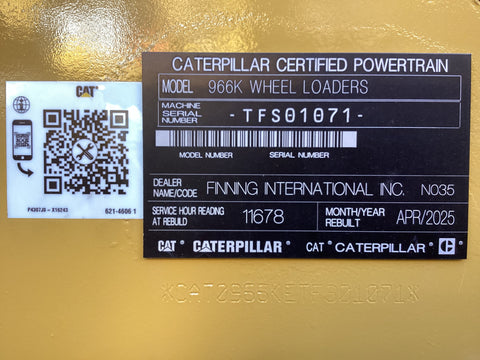 CAT
P4307J9 - X16243
621-4606 1
CATERPILLAR CERTIFIED POWERTRAIN
MODEL 966K WHEEL LOADERS
MACHINE SERIAL NUMBER -TFS01071-
MODEL NUMBER SERIAL NUMBER
DEALER NAME/CODE FINNING INTERNATIONAL INC. N035
SERVICE HOUR READING AT REBUILD 11678 MONTH/YEAR REBUILT APR/2025
CAT CATERPILLAR CAT CATERPILLAR C
*CAT0966KETFS01071*